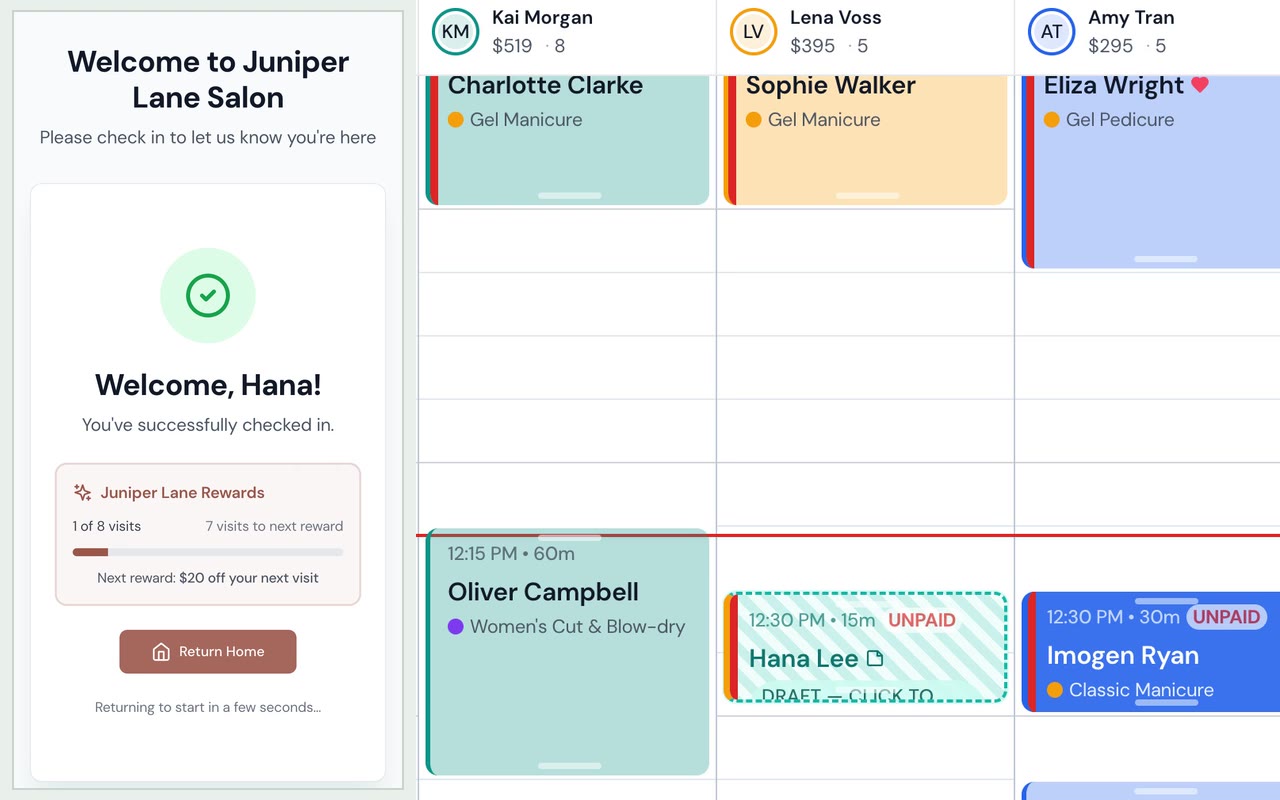 Welcome to Juniper
Lane Salon
Please check in to let us know you're here
Welcome, Hana!
You've successfully checked in.
Juniper Lane Rewards
1 of 8 visits
7 visits to next reward
Next reward: $20 off your next visit
Return Home
Returning to start in a few seconds...
KM
Kai Morgan
$519 · 8
LV
Lena Voss
$395 · 5
AT
Amy Tran
$295 · 5
Charlotte Clarke
Gel Manicure
Sophie Walker
Gel Manicure
Eliza Wright
Gel Pedicure
12:15 PM • 60m
Oliver Campbell
Women's Cut & Blow-dry
12:30 PM • 15m UNPAID
Hana Lee
DRAFT — CLICK TO
12:30 PM • 30m UNPAID
Imogen Ryan
Classic Manicure